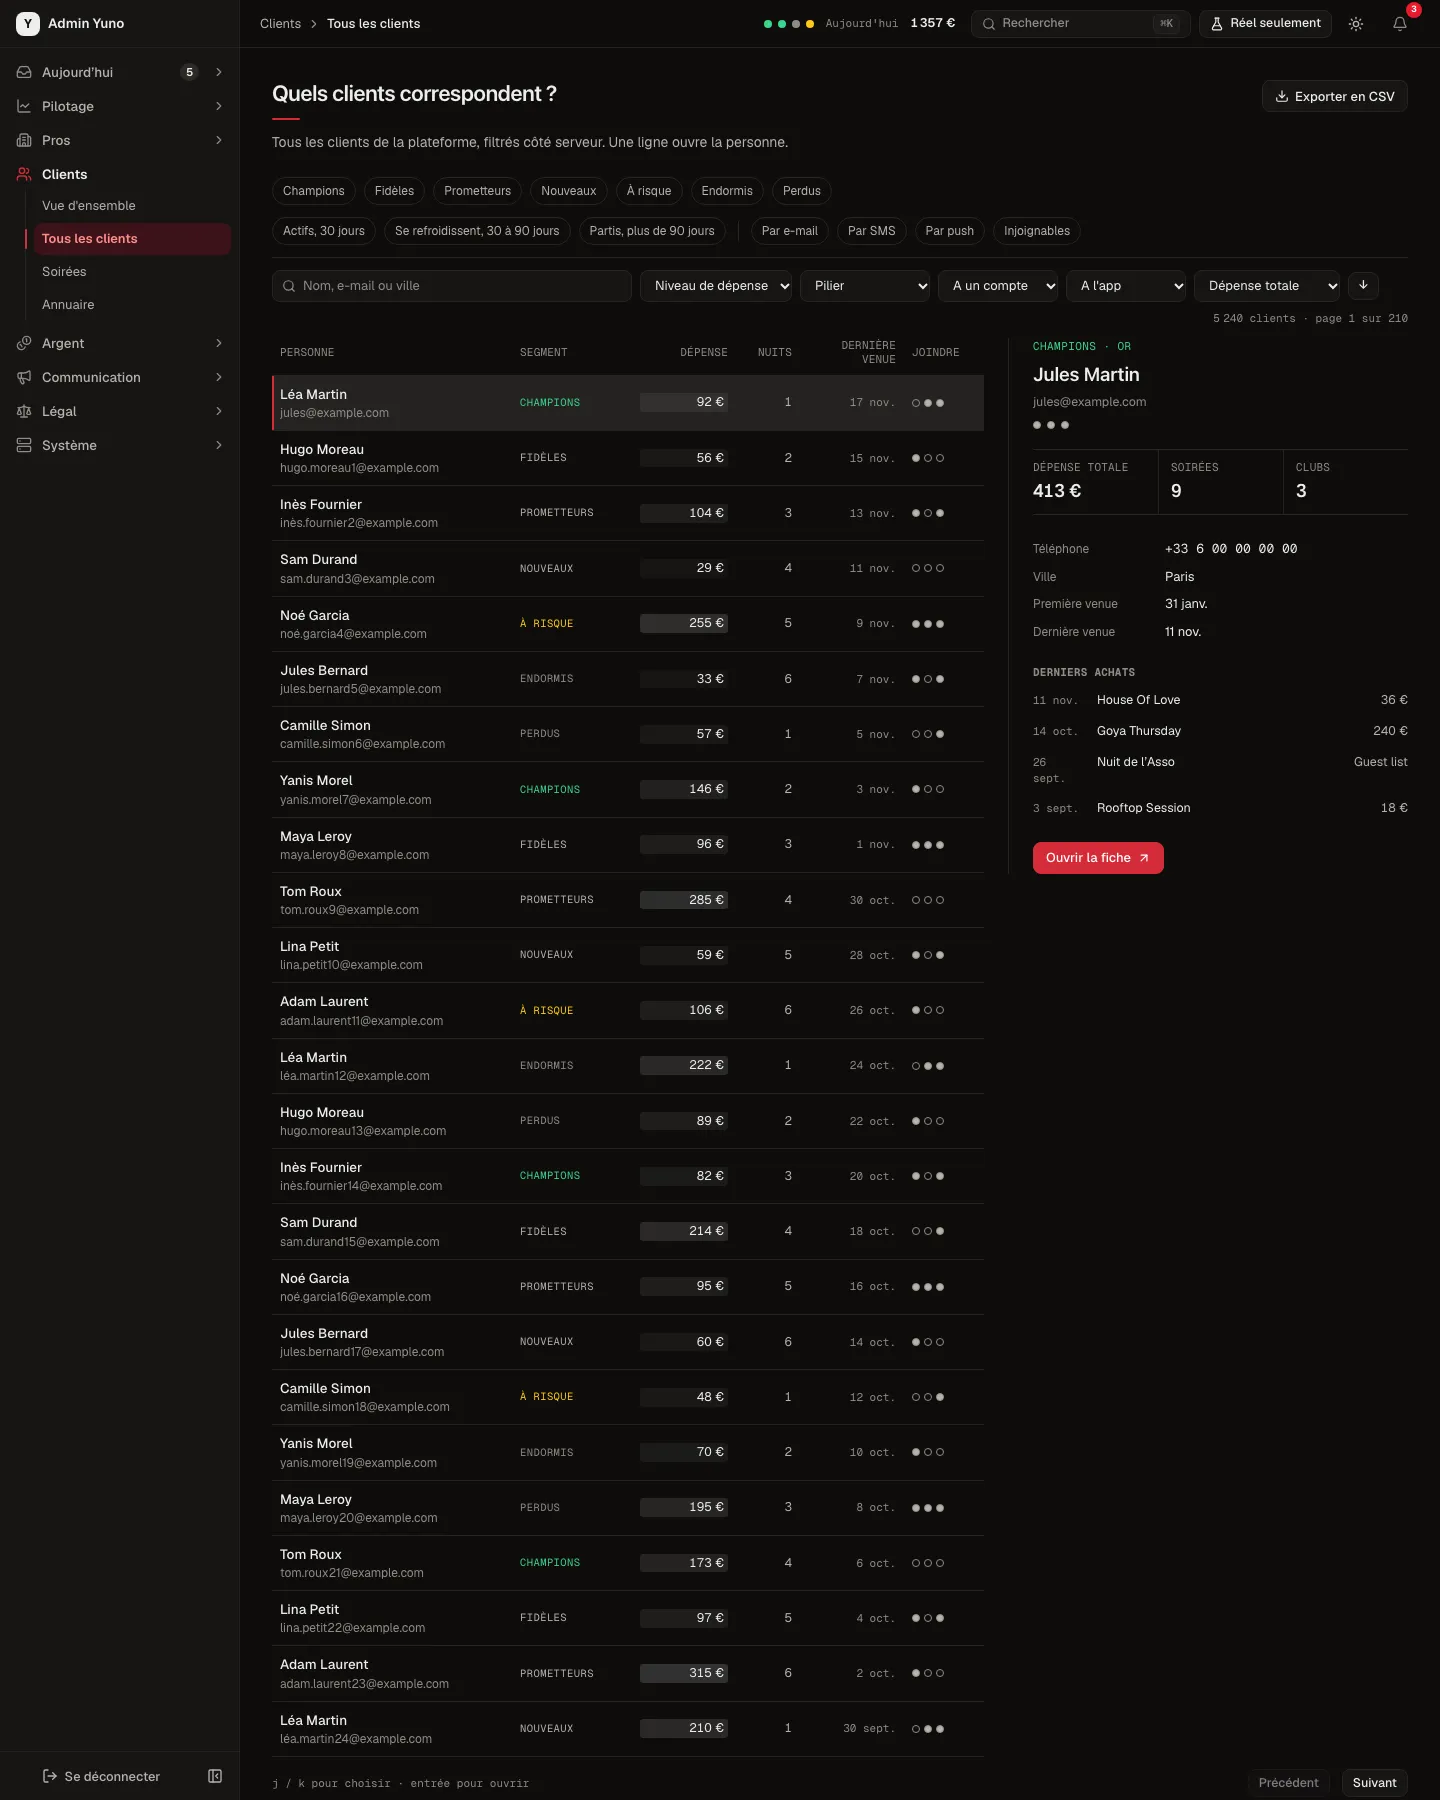 Y Admin Yuno
Aujourd'hui 5
Pilotage
Pros
Clients
Vue d'ensemble
Tous les clients
Soirées
Annuaire
Argent
Communication
Légal
Système
Se déconnecter
Clients > Tous les clients
Aujourd'hui 1 357 €
Rechercher ⌘K
Réel seulement
3
Quels clients correspondent ?
Exporter en CSV
Tous les clients de la plateforme, filtrés côté serveur. Une ligne ouvre la personne.
Champions Fidèles Prometteurs Nouveaux À risque Endormis Perdus
Actifs, 30 jours Se refroidissent, 30 à 90 jours Partis, plus de 90 jours Par e-mail Par SMS Par push Injoignables
Nom, e-mail ou ville Niveau de dépense Pilier A un compte A l'app Dépense totale ↓
5 240 clients · page 1 sur 210
PERSONNE SEGMENT DÉPENSE NUITS DERNIÈRE VENUE JOINDRE
Léa Martin CHAMPIONS 92 € 1 17 nov.
jules@example.com
Hugo Moreau FIDÈLES 56 € 2 15 nov.
hugo.moreau1@example.com
Inès Fournier PROMETTEURS 104 € 3 13 nov.
inès.fournier2@example.com
Sam Durand NOUVEAUX 29 € 4 11 nov.
sam.durand3@example.com
Noé Garcia À RISQUE 255 € 5 9 nov.
noé.garcia4@example.com
Jules Bernard ENDORMIS 33 € 6 7 nov.
jules.bernard5@example.com
Camille Simon PERDUS 57 € 1 5 nov.
camille.simon6@example.com
Yanis Morel CHAMPIONS 146 € 2 3 nov.
yanis.morel7@example.com
Maya Leroy FIDÈLES 96 € 3 1 nov.
maya.leroy8@example.com
Tom Roux PROMETTEURS 285 € 4 30 oct.
tom.roux9@example.com
Lina Petit NOUVEAUX 59 € 5 28 oct.
lina.petit10@example.com
Adam Laurent À RISQUE 106 € 6 26 oct.
adam.laurent11@example.com
Léa Martin ENDORMIS 222 € 1 24 oct.
léa.martin12@example.com
Hugo Moreau PERDUS 89 € 2 22 oct.
hugo.moreau13@example.com
Inès Fournier CHAMPIONS 82 € 3 20 oct.
inès.fournier14@example.com
Sam Durand FIDÈLES 214 € 4 18 oct.
sam.durand15@example.com
Noé Garcia PROMETTEURS 95 € 5 16 oct.
noé.garcia16@example.com
Jules Bernard NOUVEAUX 60 € 6 14 oct.
jules.bernard17@example.com
Camille Simon À RISQUE 48 € 1 12 oct.
camille.simon18@example.com
Yanis Morel ENDORMIS 70 € 2 10 oct.
yanis.morel19@example.com
Maya Leroy PERDUS 195 € 3 8 oct.
maya.leroy20@example.com
Tom Roux CHAMPIONS 173 € 4 6 oct.
tom.roux21@example.com
Lina Petit FIDÈLES 97 € 5 4 oct.
lina.petit22@example.com
Adam Laurent PROMETTEURS 315 € 6 2 oct.
adam.laurent23@example.com
Léa Martin NOUVEAUX 210 € 1 30 sept.
léa.martin24@example.com
j / k pour choisir · entrée pour ouvrir
Précédent Suivant
CHAMPIONS · OR
Jules Martin
jules@example.com
DÉPENSE TOTALE SOIRÉES CLUBS
413 € 9 3
Téléphone +33 6 00 00 00 00
Ville Paris
Première venue 31 janv.
Dernière venue 11 nov.
DERNIERS ACHATS
11 nov. House Of Love 36 €
14 oct. Goya Thursday 240 €
26 sept. Nuit de l'Asso Guest list
3 sept. Rooftop Session 18 €
Ouvrir la fiche